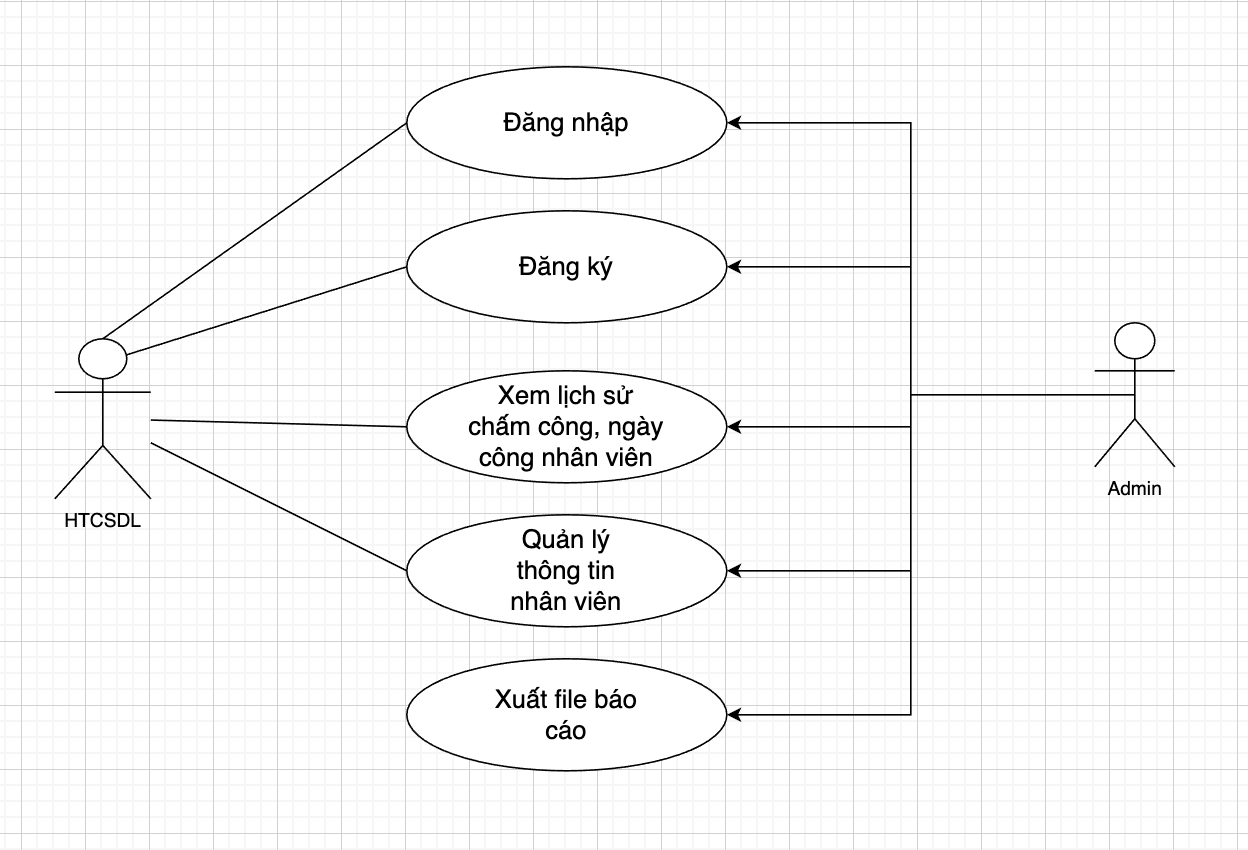 Đăng nhập
Đăng ký
Xem lịch sử
chấm công, ngày
công nhân viên
HTCSDL
Admin
Quản lý
thông tin
nhân viên
Xuất file báo
cáo